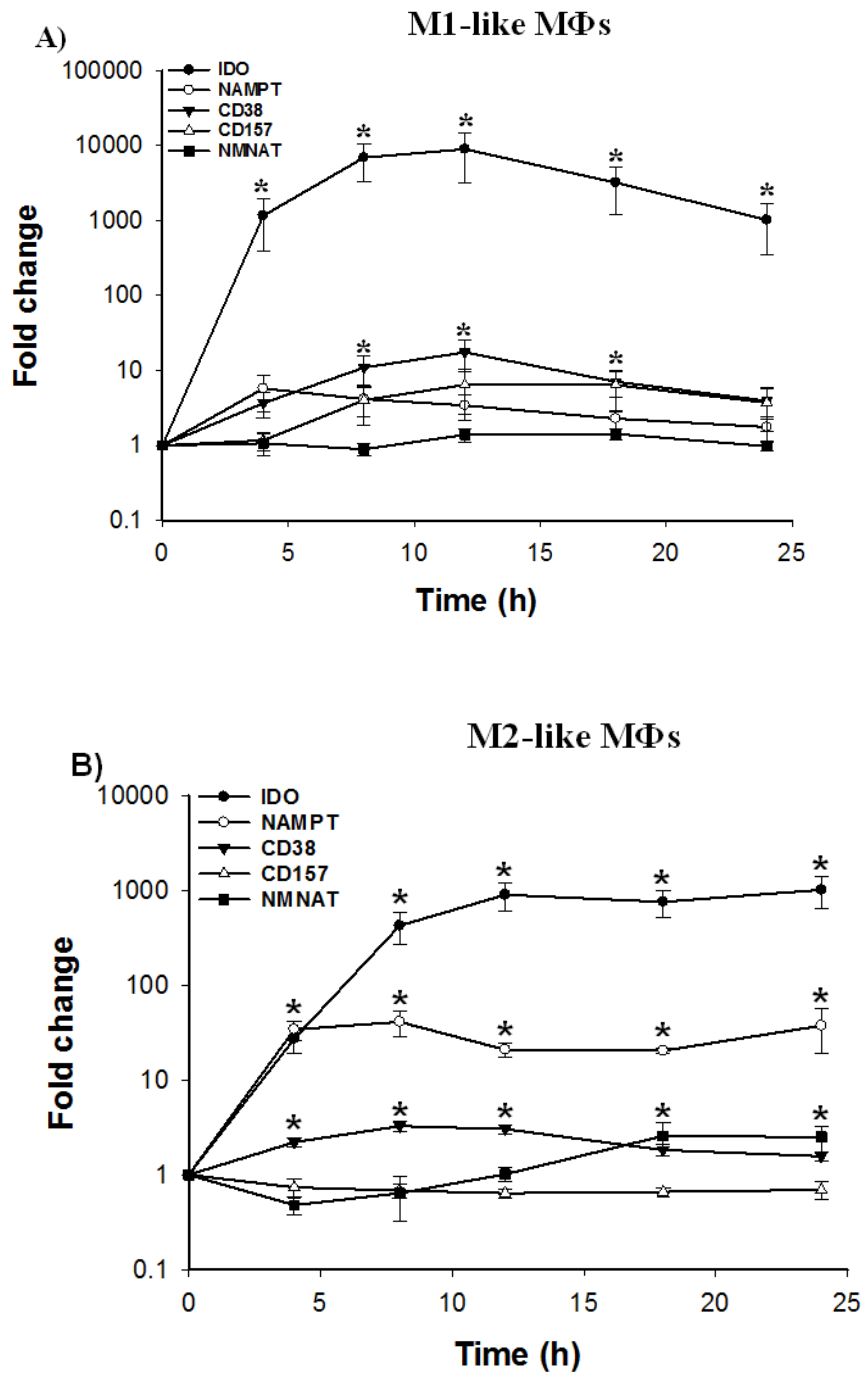 M1-like MΦs
A)
100000
10000
1000
100
10
1
0.1
IDO
NAMPT
CD38
CD157
NMNAT
* * * * *
* * *
Fold change
0 5 10 15 20 25
Time (h)
M2-like MΦs
B)
10000
1000
100
10
1
0.1
IDO
NAMPT
CD38
CD157
NMNAT
* * * *
* * * * *
* * * * *
Fold change
0 5 10 15 20 25
Time (h)